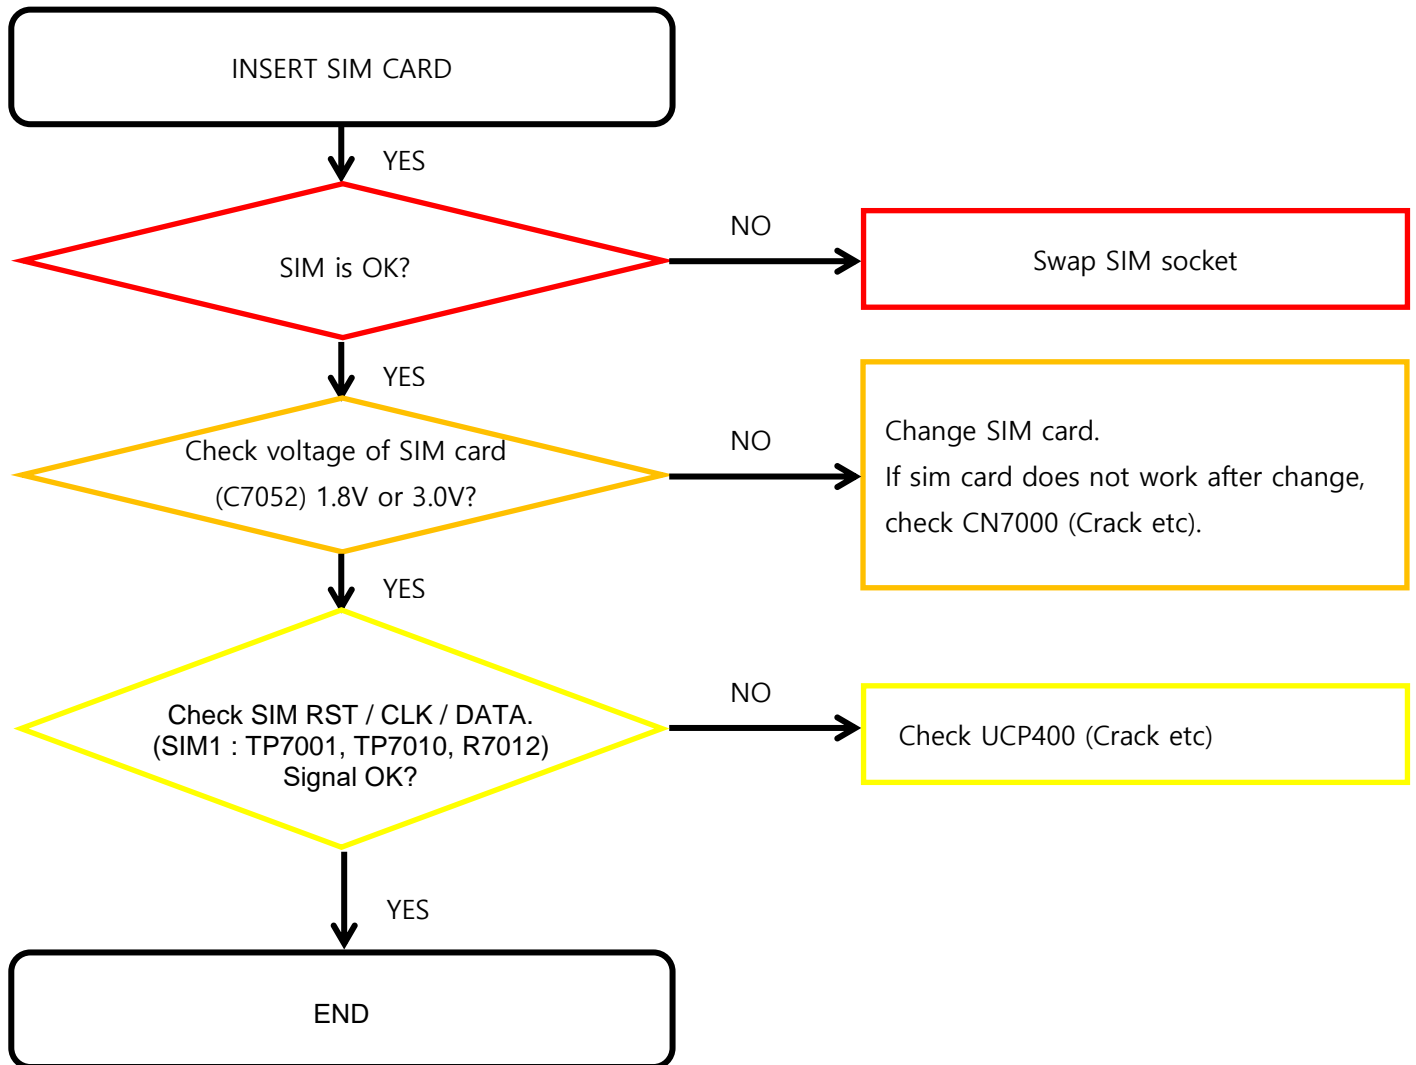 INSERT SIM CARD
YES
SIM is OK?
NO
Swap SIM socket
YES
Check voltage of SIM card
(C7052) 1.8V or 3.0V?
NO
Change SIM card.
If sim card does not work after change,
check CN7000 (Crack etc).
YES
Check SIM RST / CLK / DATA.
(SIM1 : TP7001, TP7010, R7012)
Signal OK?
NO
Check UCP400 (Crack etc)
YES
END